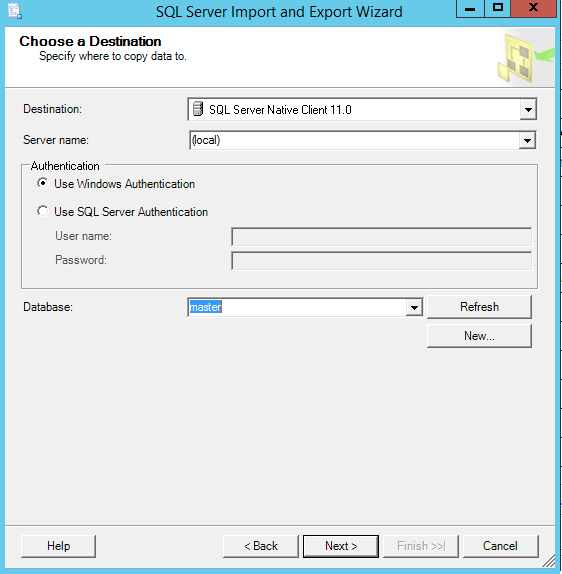 SQL Server Import and Export Wizard
Choose a Destination
Specify where to copy data to.
Destination: SQL Server Native Client 11.0
Server name: (local)
Authentication
Use Windows Authentication
Use SQL Server Authentication
User name:
Password:
Database: master Refresh
New...
Help < Back Next > Finish >>| Cancel